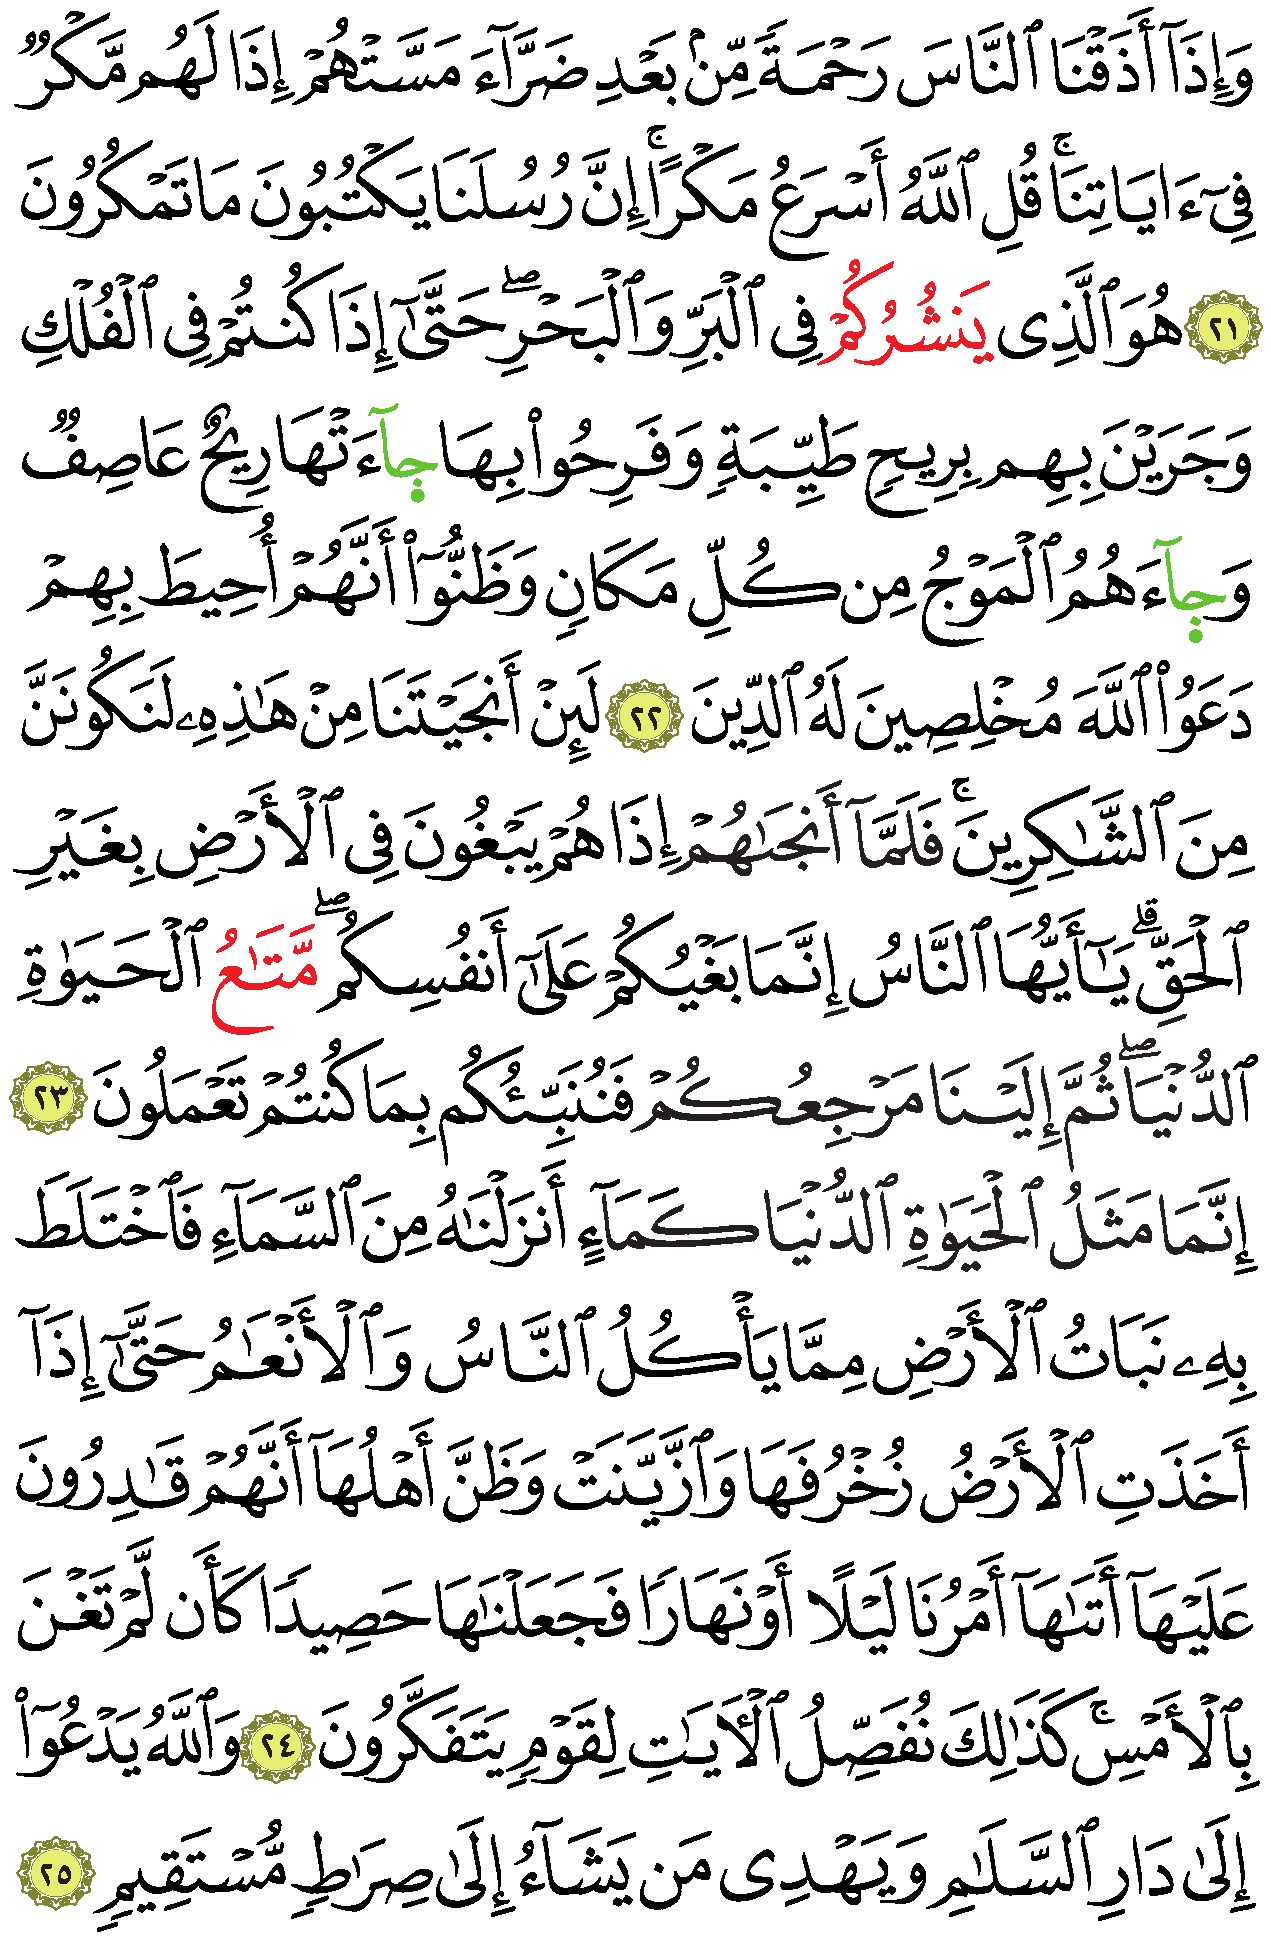 وَإِذَآ أَذَقْنَا ٱلنَّاسَ رَحْمَةً مِّنۢ بَعْدِ ضَرَّآءَ مَسَّتْهُمْ إِذَا لَهُم مَّكْرٌ
فِىٓ ءَايَاتِنَاۚ قُلِ ٱللَّهُ أَسْرَعُ مَكْرًاۚ إِنَّ رُسُلَنَا يَكْتُبُونَ مَا تَمْكُرُونَ
٢١ هُوَ ٱلَّذِى يَنشُرُكُمْ فِى ٱلْبَرِّ وَٱلْبَحْرِۖ حَتَّىٰٓ إِذَا كُنتُمْ فِى ٱلْفُلْكِ
وَجَرَيْنَ بِهِم بِرِيحٍ طَيِّبَةٍ وَفَرِحُوا۟ بِهَا جَآءَتْهَا رِيحٌ عَاصِفٌ
وَجَآءَهُمُ ٱلْمَوْجُ مِن كُلِّ مَكَانٍ وَظَنُّوٓا۟ أَنَّهُمْ أُحِيطَ بِهِمْ
دَعَوُا۟ ٱللَّهَ مُخْلِصِينَ لَهُ ٱلدِّينَ ٢٢ لَئِنْ أَنجَيْتَنَا مِنْ هَٰذِهِۦ لَنَكُونَنَّ
مِنَ ٱلشَّٰكِرِينَۚ فَلَمَّآ أَنجَىٰهُمْ إِذَا هُمْ يَبْغُونَ فِى ٱلْأَرْضِ بِغَيْرِ
ٱلْحَقِّۗ يَٰٓأَيُّهَا ٱلنَّاسُ إِنَّمَا بَغْيُكُمْ عَلَىٰٓ أَنفُسِكُمۖ مَّتَٰعُ ٱلْحَيَوٰةِ
ٱلدُّنْيَاۖ ثُمَّ إِلَيْنَا مَرْجِعُكُمْ فَنُنَبِّئُكُم بِمَا كُنتُمْ تَعْمَلُونَ ٢٣
إِنَّمَا مَثَلُ ٱلْحَيَوٰةِ ٱلدُّنْيَا كَمَآءٍ أَنزَلْنَٰهُ مِنَ ٱلسَّمَآءِ فَٱخْتَلَطَ
بِهِۦ نَبَاتُ ٱلْأَرْضِ مِمَّا يَأْكُلُ ٱلنَّاسُ وَٱلْأَنْعَٰمُ حَتَّىٰٓ إِذَآ
أَخَذَتِ ٱلْأَرْضُ زُخْرُفَهَا وَٱزَّيَّنَتْ وَظَنَّ أَهْلُهَآ أَنَّهُمْ قَٰدِرُونَ
عَلَيْهَآ أَتَىٰهَآ أَمْرُنَا لَيْلًا أَوْ نَهَارًا فَجَعَلْنَٰهَا حَصِيدًا كَأَن لَّمْ تَغْنَ
بِٱلْأَمْسِۚ كَذَٰلِكَ نُفَصِّلُ ٱلْـَٔايَٰتِ لِقَوْمٍ يَتَفَكَّرُونَ ٢٤ وَٱللَّهُ يَدْعُوٓا۟
إِلَىٰ دَارِ ٱلسَّلَٰمِ وَيَهْدِى مَن يَشَآءُ إِلَىٰ صِرَٰطٍ مُّسْتَقِيمٍ ٢٥